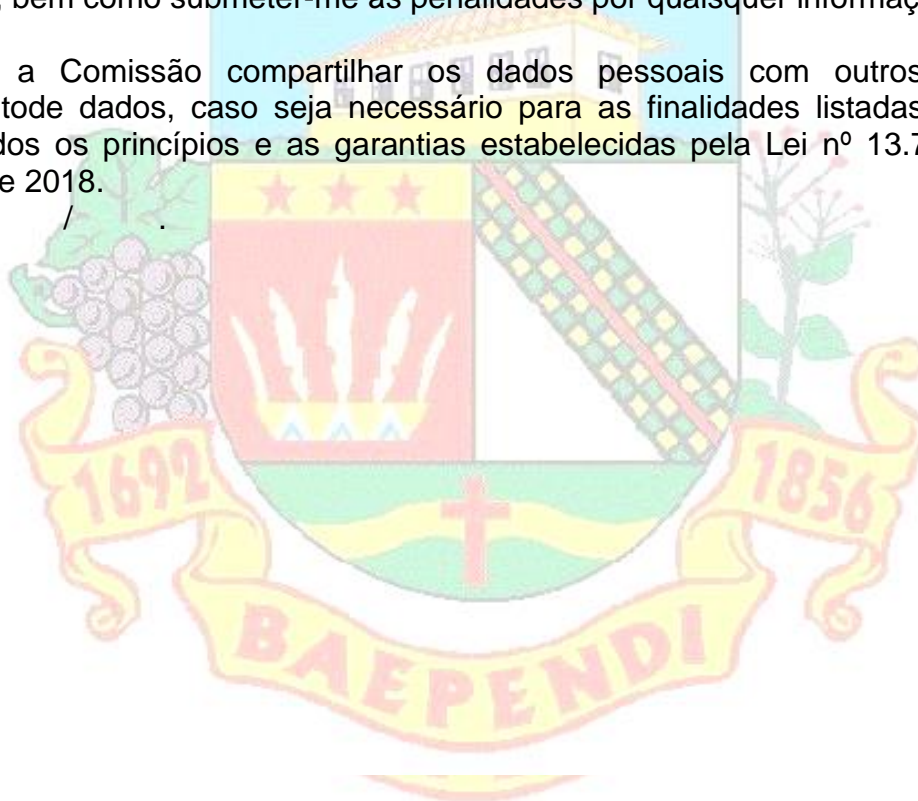 bem como submeter-me às penalidades por quaisquer informaç
a Comissão compartilhar os dados pessoais com outros
tode dados, caso seja necessário para as finalidades listadas
dos os princípios e as garantias estabelecidas pela Lei nº 13.7
e 2018.
/ .
1692
1856
BAEPENDI